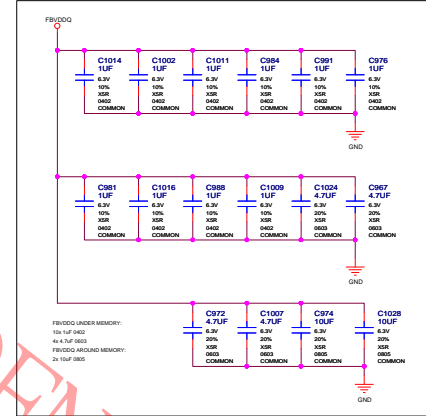 FBVDDQ
C1014 C1002 C1011 C984 C991 C976
1UF 1UF 1UF 1UF 1UF 1UF
6.3V 6.3V 6.3V 6.3V 6.3V 6.3V
10% 10% 10% 10% 10% 10%
X5R X5R X5R X5R X5R X5R
0402 0402 0402 0402 0402 0402
COMMON COMMON COMMON COMMON COMMON COMMON
GND
C981 C1016 C988 C1009 C1024 C967
1UF 1UF 1UF 1UF 4.7UF 4.7UF
6.3V 6.3V 6.3V 6.3V 6.3V 6.3V
10% 10% 10% 10% 20% 20%
X5R X5R X5R X5R X5R X5R
0402 0402 0402 0402 0603 0603
COMMON COMMON COMMON COMMON COMMON COMMON
GND
C972 C1007 C974 C1028
4.7UF 4.7UF 10UF 10UF
6.3V 6.3V 6.3V 6.3V
20% 20% 20% 20%
X5R X5R X5R X5R
0603 0603 0805 0805
COMMON COMMON COMMON COMMON
GND
FBVDDQ UNDER MEMORY:
10x 1uF 0402
4x 4.7uF 0603
FBVDDQ AROUND MEMORY:
2x 10uF 0805